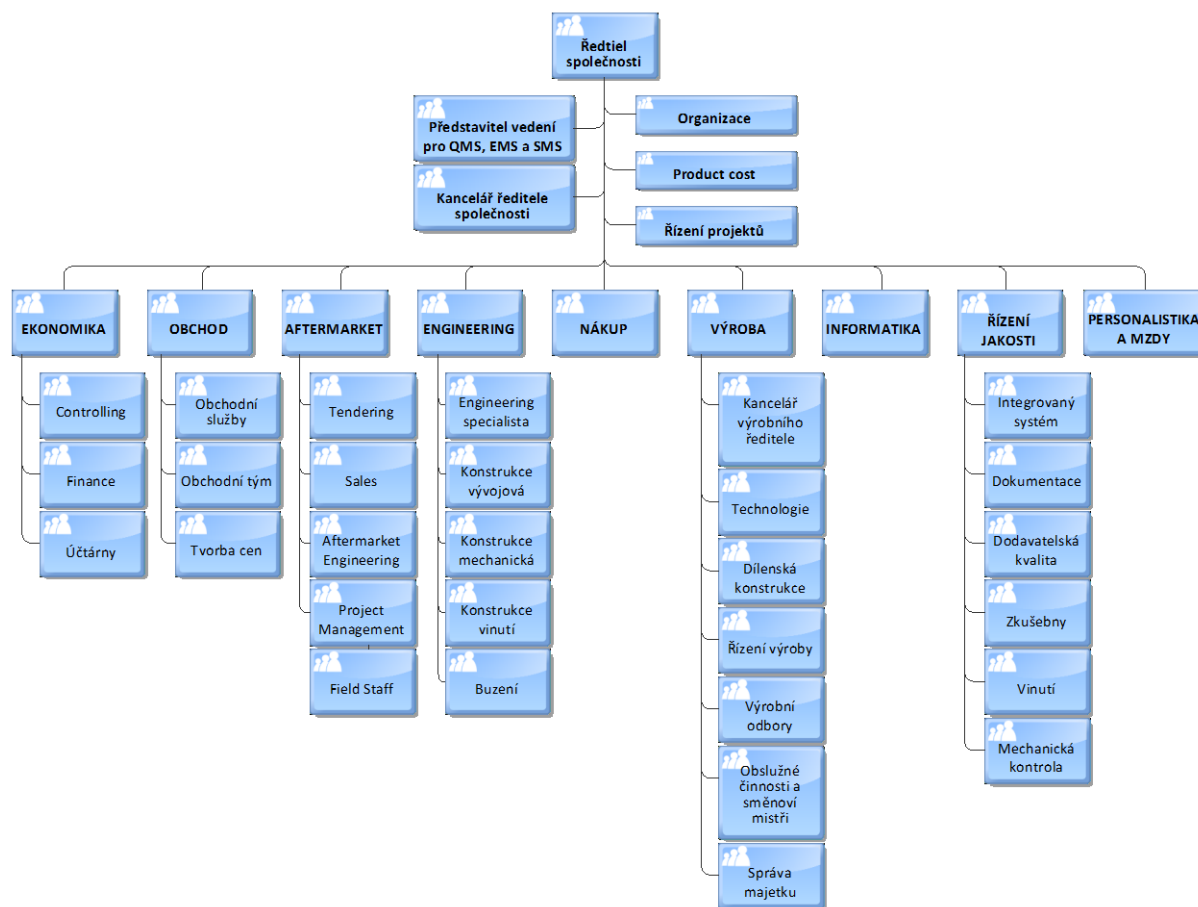 Ředtiel
společnosti
Představitel vedení
pro QMS, EMS a SMS
Organizace
Product cost
Kancelář ředitele
společnosti
Řízení projektů
EKONOMIKA
OBCHOD
AFTERMARKET
ENGINEERING
NÁKUP
VÝROBA
INFORMATIKA
ŘÍZENÍ
JAKOSTI
PERSONALISTIKA
A MZDY
Controlling
Finance
Účtárny
Obchodní
služby
Obchodní tým
Tvorba cen
Tendering
Sales
Aftermarket
Engineering
Project
Management
Field Staff
Engineering
specialista
Konstrukce
vývojová
Konstrukce
mechanická
Konstrukce
vinutí
Buzení
Kancelář
výrobního
ředitele
Technologie
Dílenská
konstrukce
Řízení výroby
Výrobní
odbory
Obslužné
činnosti a
směnoví
mistři
Správa
majetku
Integrovaný
systém
Dokumentace
Dodavatelská
kvalita
Zkušebny
Vinutí
Mechanická
kontrola